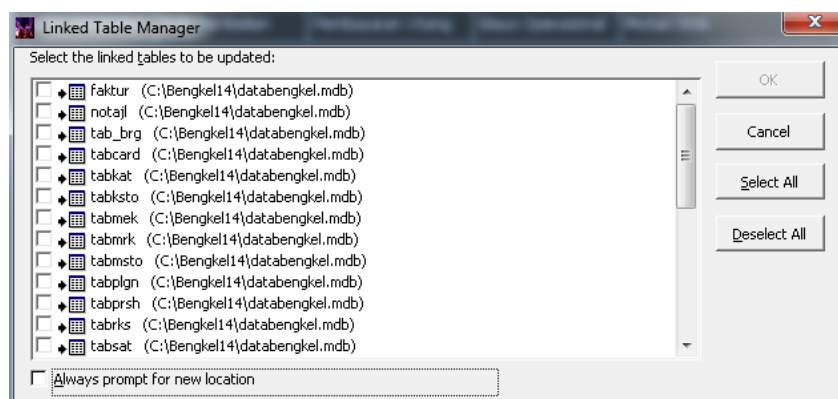 Linked Table Manager
Select the linked tables to be updated:
faktur (C:\Bengkel14\databengkel.mdb)
notajl (C:\Bengkel14\databengkel.mdb)
tab_brg (C:\Bengkel14\databengkel.mdb)
tabcard (C:\Bengkel14\databengkel.mdb)
tabkat (C:\Bengkel14\databengkel.mdb)
tabksto (C:\Bengkel14\databengkel.mdb)
tabmek (C:\Bengkel14\databengkel.mdb)
tabmrk (C:\Bengkel14\databengkel.mdb)
tabmsto (C:\Bengkel14\databengkel.mdb)
tabplgn (C:\Bengkel14\databengkel.mdb)
tabprsh (C:\Bengkel14\databengkel.mdb)
tabrks (C:\Bengkel14\databengkel.mdb)
tabsat (C:\Bengkel14\databengkel.mdb)
Always prompt for new location
OK
Cancel
Select All
Deselect All